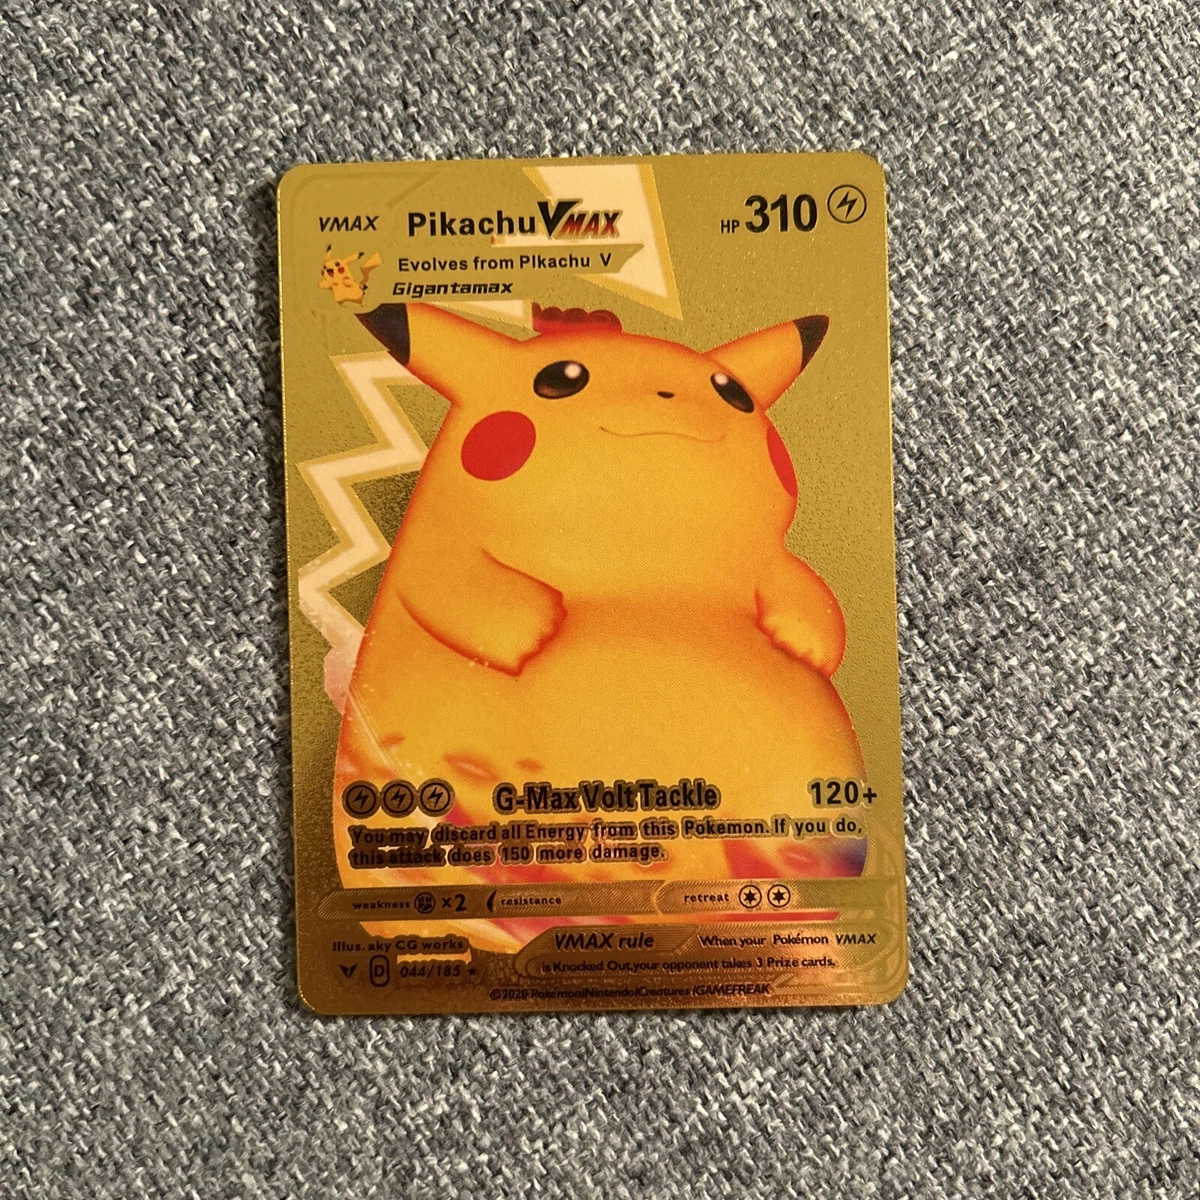 VMAX Pikachu VMAX HP 310
Evolves from Pikachu V
Gigantamax
G-Max Volt Tackle 120+
You may discard all Energy from this Pokemon. If you do,
this attack does 150 more damage.
weakness ×2 resistance retreat
Illus. aky CG works
VMAX rule When your Pokémon VMAX
is Knocked Out,your opponent takes 3 Prize cards.
D 044/185 ★
©2020 Pokémon/Nintendo/Creatures /GAMEFREAK